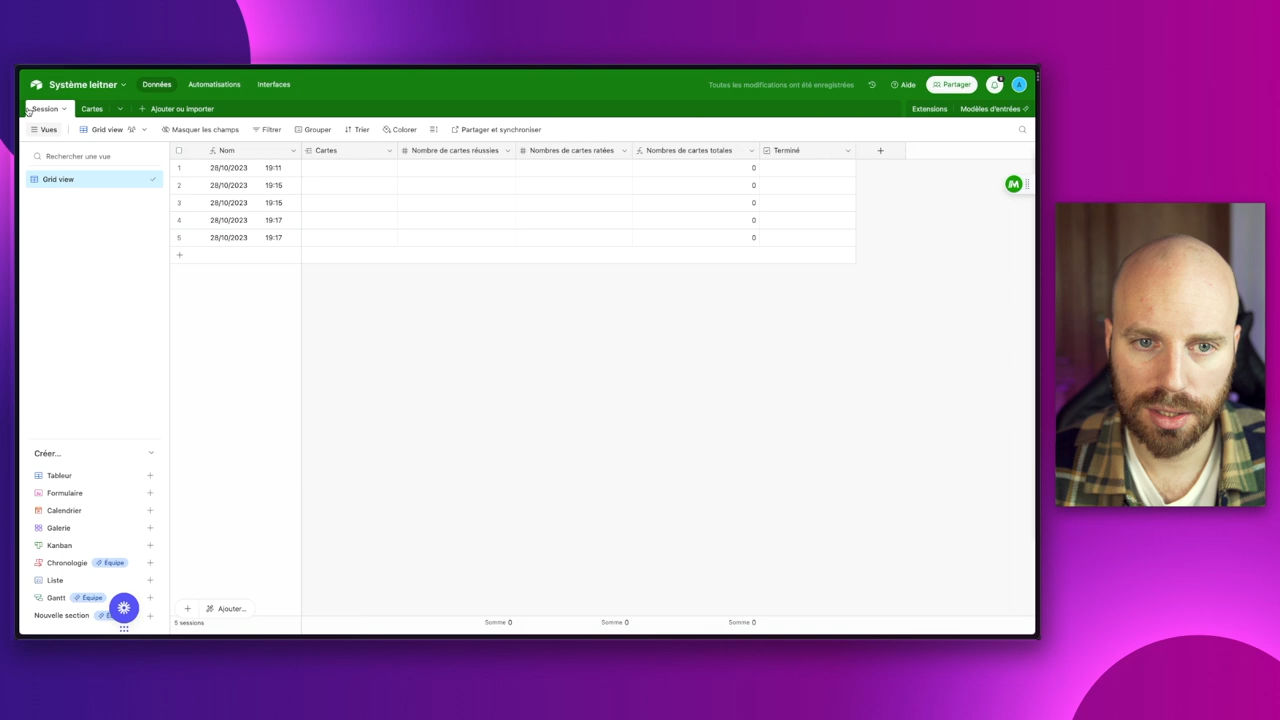 Système leitner Données Automatisations Interfaces Toutes les modifications ont été enregistrées Aide Partager 8 A
Session Cartes Ajouter ou importer Extensions Modèles d'entrées
Vues Grid view Masquer les champs Filtrer Grouper Trier Colorer Partager et synchroniser
Rechercher une vue Nom Cartes Nombre de cartes réussies Nombres de cartes ratées Nombres de cartes totales Terminé
1 28/10/2023 19:11 0
Grid view
2 28/10/2023 19:15 0
3 28/10/2023 19:15 0
4 28/10/2023 19:17 0
5 28/10/2023 19:17 0
Créer...
Tableur
Formulaire
Calendrier
Galerie
Kanban
Chronologie Équipe
Liste
Gantt Équipe
Ajouter...
Nouvelle section
5 sessions Somme 0 Somme 0 Somme 0